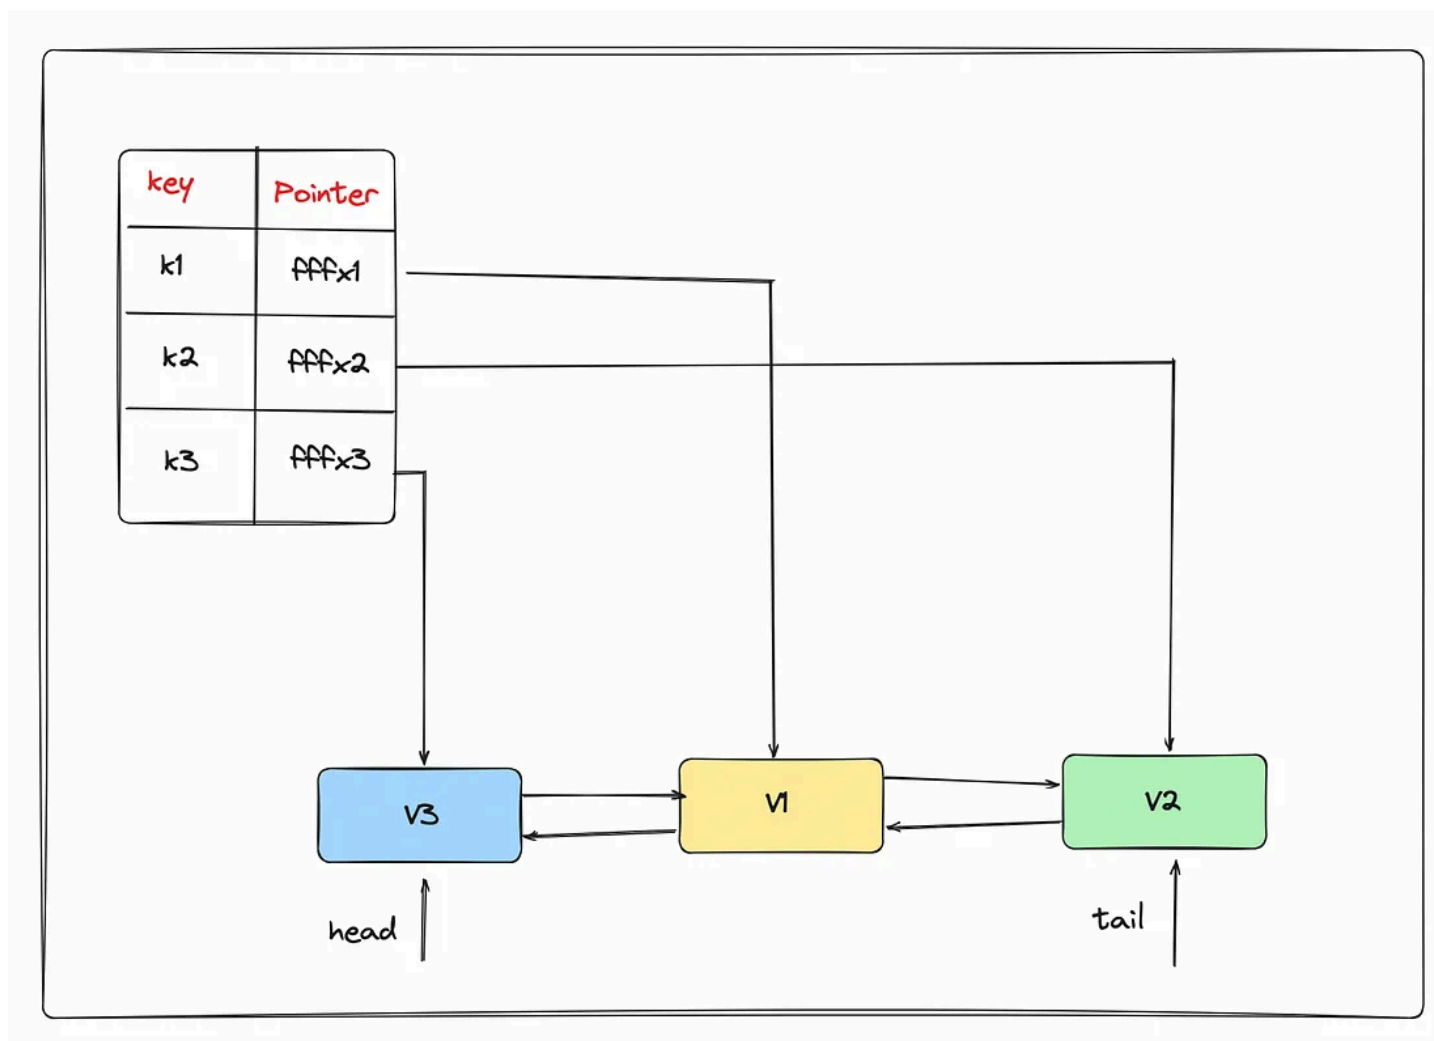 key Pointer
k1 fffx1
k2 fffx2
k3 fffx3
V3 V1 V2
head tail